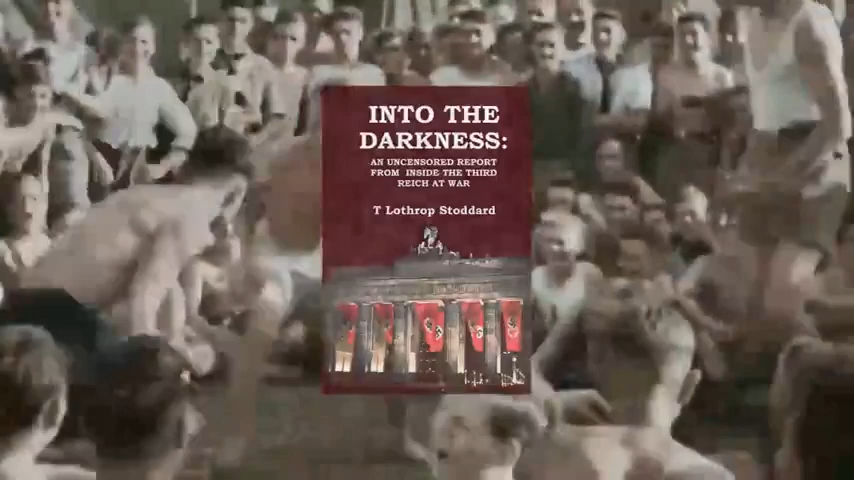 INTO THE
DARKNESS:
AN UNCENSORED REPORT
FROM INSIDE THE THIRD
REICH AT WAR
T Lothrop Stoddard